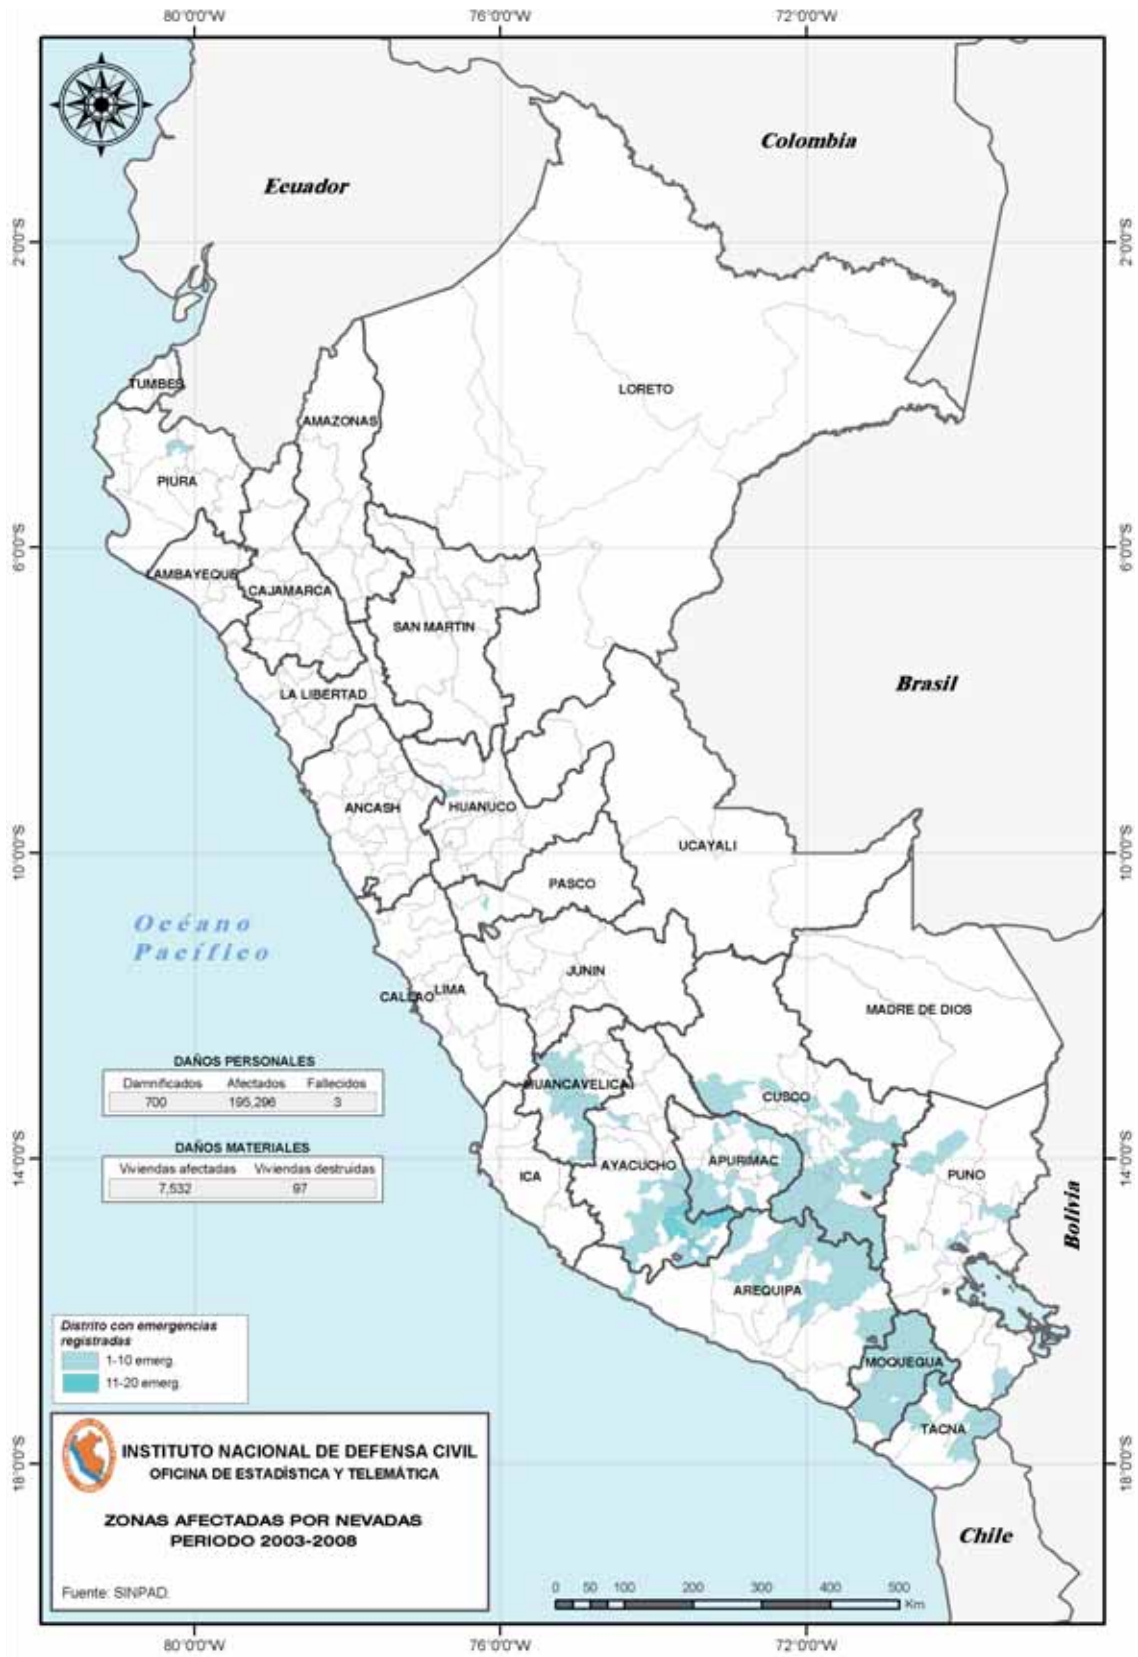 80°0'0"W 76°0'0"W 72°0'0"W
Colombia
Ecuador
2°0'0"S 2°0'0"S
TUMBES
LORETO
AMAZONAS
PIURA
6°0'0"S 6°0'0"S
LAMBAYEQUE
CAJAMARCA
SAN MARTIN
Brasil
LA LIBERTAD
ANCASH
HUANUCO
UCAYALI
10°0'0"S 10°0'0"S
PASCO
Océano
Pacífico
JUNIN
CALLAO
LIMA
MADRE DE DIOS
DAÑOS PERSONALES
Damnificados Afectados Fallecidos
700 195,296 3
HUANCAVELICA
CUSCO
DAÑOS MATERIALES
Viviendas afectadas Viviendas destruidas
7,532 97
14°0'0"S 14°0'0"S
ICA
AYACUCHO
APURIMAC
PUNO
Bolivia
AREQUIPA
Distrito con emergencias
registradas
1-10 emerg.
11-20 emerg.
MOQUEGUA
TACNA
18°0'0"S 18°0'0"S
INSTITUTO NACIONAL DE DEFENSA CIVIL
OFICINA DE ESTADÍSTICA Y TELEMÁTICA
ZONAS AFECTADAS POR NEVADAS
PERIODO 2003-2008
Fuente: SINPAD.
Chile
0 50 100 200 300 400 500
Km
80°0'0"W 76°0'0"W 72°0'0"W